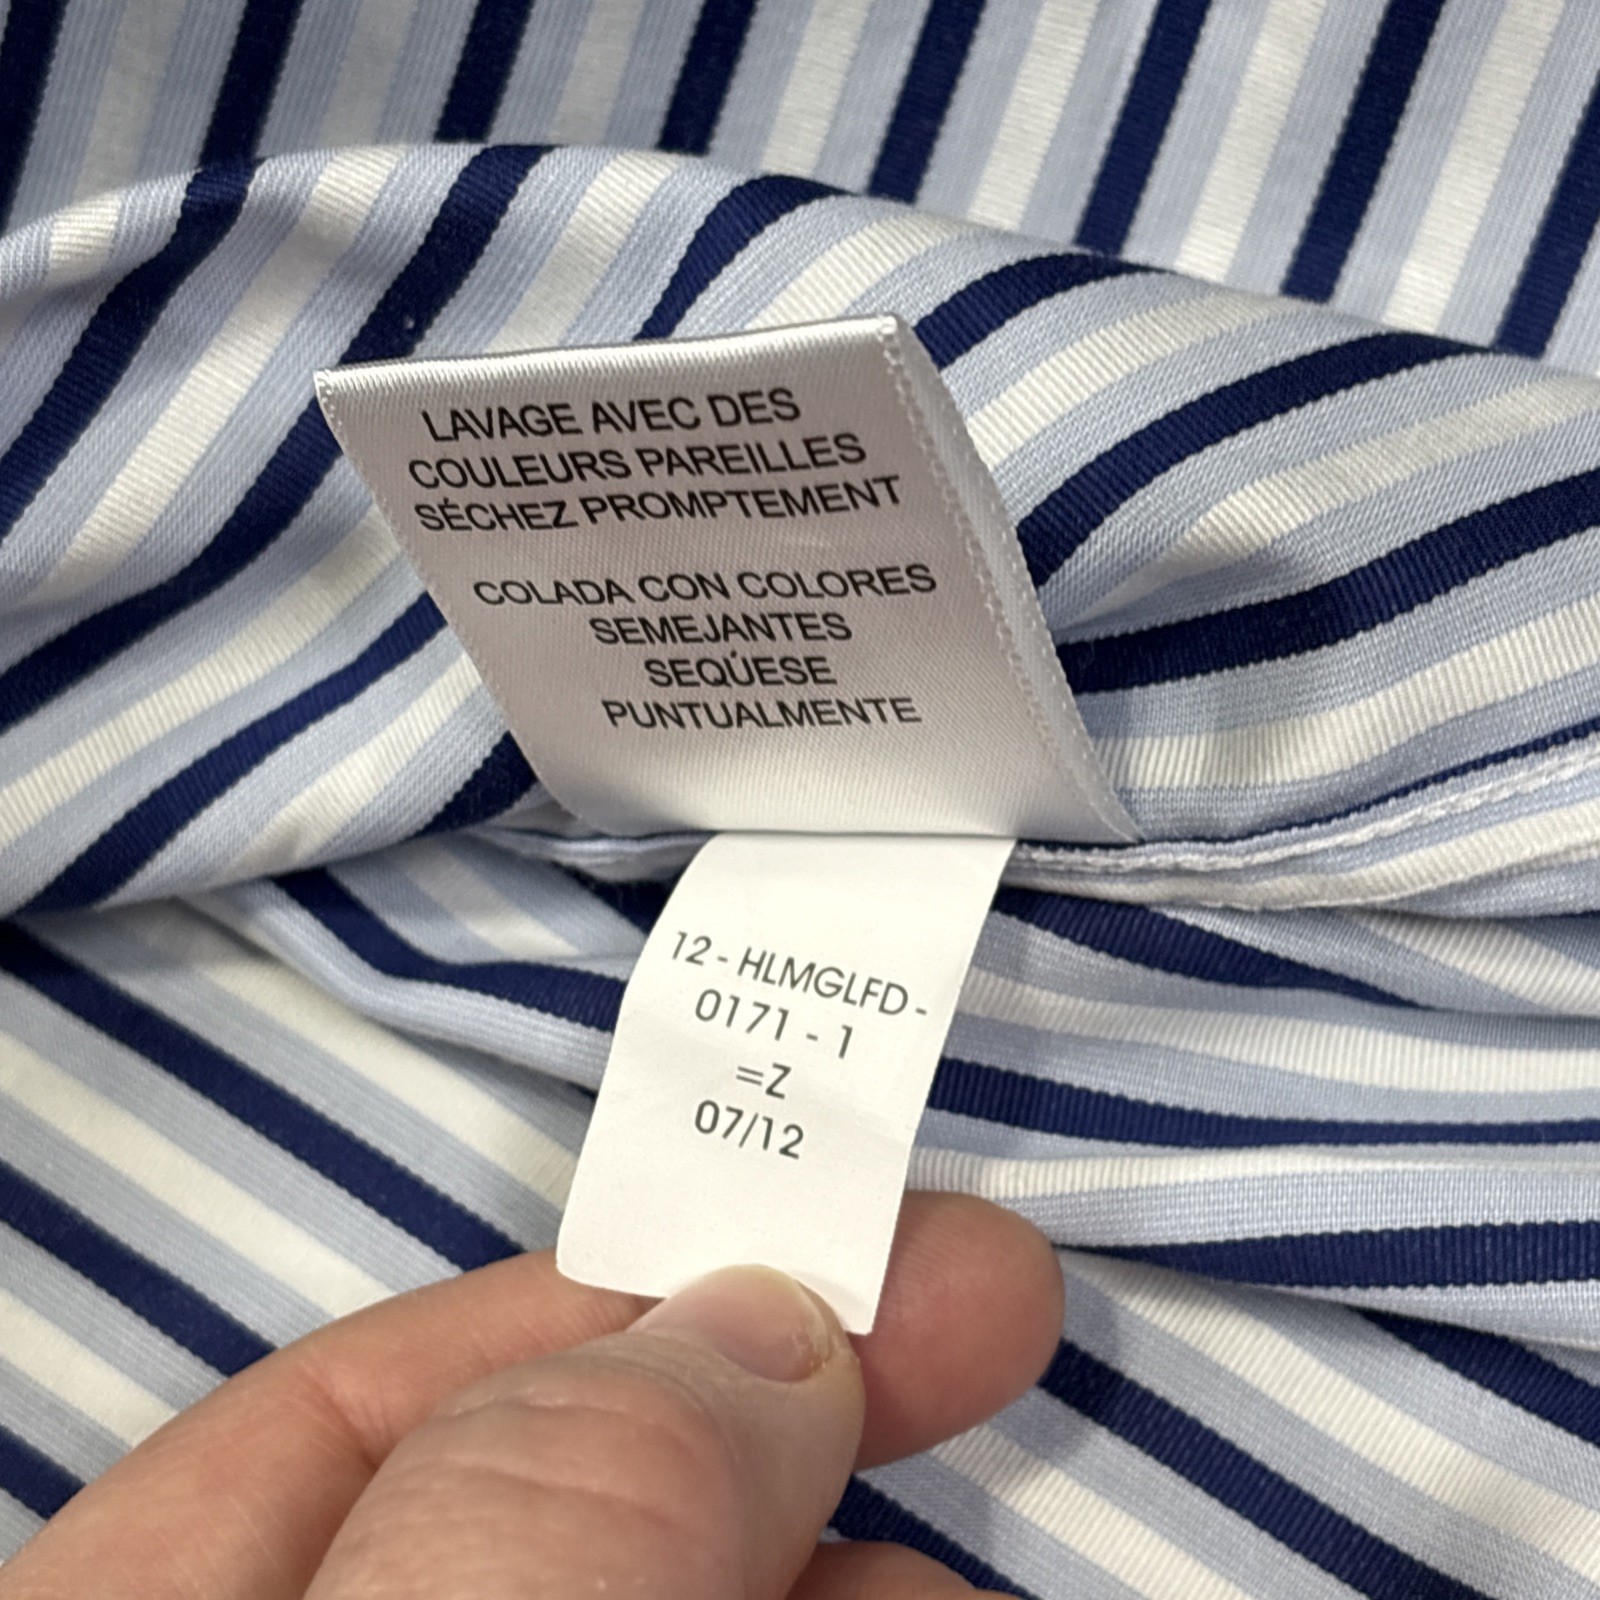 LAVAGE AVEC DES
COULEURS PAREILLES
SÉCHEZ PROMPTEMENT
COLADA CON COLORES
SEMEJANTES
SEQÚESE
PUNTUALMENTE
12 - HLMGLFD -
0171 - 1
=Z
07/12